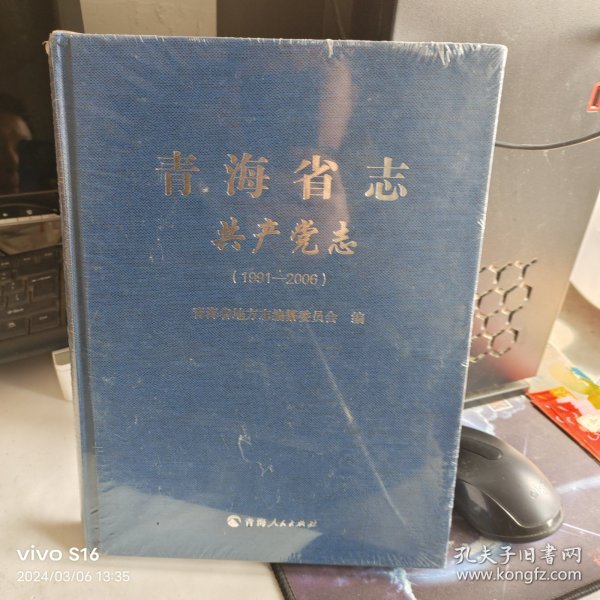 青海省志
共产党志
(1991—2006)
青海省地方志编纂委员会 编
青海人民出版社
vivo S16
2024/03/06 13:35
孔夫子旧书网
www.kongfz.com